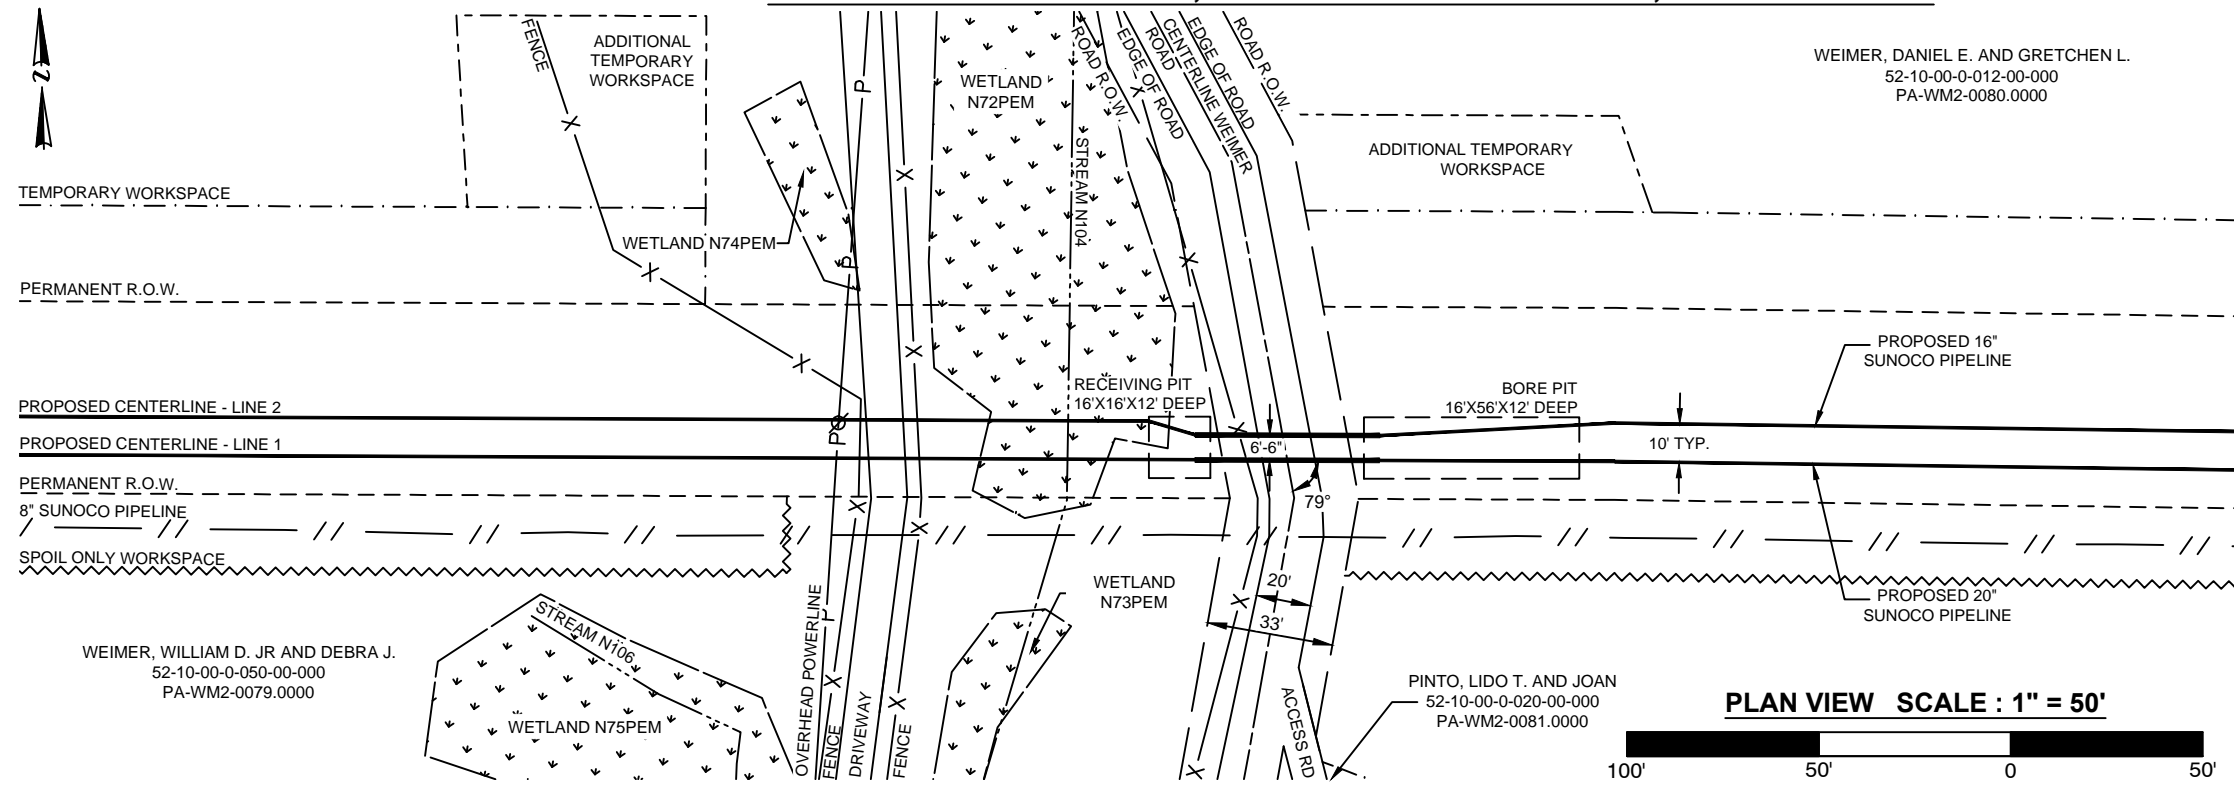 N
FENCE
ADDITIONAL
TEMPORARY
WORKSPACE
WETLAND
N72PEM
STREAM N104
ROAD R.O.W.
EDGE OF ROAD
ROAD
CENTERLINE WEIMER
EDGE OF ROAD
ROAD R.O.W.
WEIMER, DANIEL E. AND GRETCHEN L.
52-10-00-0-012-00-000
PA-WM2-0080.0000
ADDITIONAL TEMPORARY
WORKSPACE
TEMPORARY WORKSPACE
WETLAND N74PEM
PERMANENT R.O.W.
PROPOSED 16"
SUNOCO PIPELINE
RECEIVING PIT
16'X16'X12' DEEP
BORE PIT
16'X56'X12' DEEP
PROPOSED CENTERLINE - LINE 2
PROPOSED CENTERLINE - LINE 1
6'-6"
10' TYP.
PERMANENT R.O.W.
79°
8" SUNOCO PIPELINE
SPOIL ONLY WORKSPACE
WETLAND
N73PEM
20'
33'
PROPOSED 20"
SUNOCO PIPELINE
STREAM N106
WETLAND N75PEM
WEIMER, WILLIAM D. JR AND DEBRA J.
52-10-00-0-050-00-000
PA-WM2-0079.0000
OVERHEAD POWERLINE
FENCE
DRIVEWAY
FENCE
ACCESS RD
PINTO, LIDO T. AND JOAN
52-10-00-0-020-00-000
PA-WM2-0081.0000
PLAN VIEW SCALE : 1" = 50'
100' 50' 0 50'